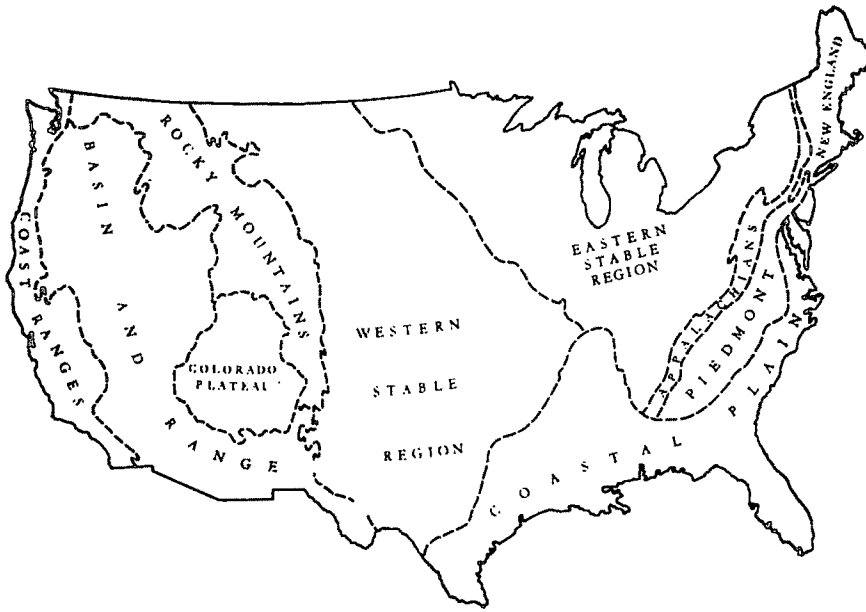 COAST RANGES
BASIN AND RANGE
ROCKY MOUNTAINS
COLORADO
PLATEAU
WESTERN
STABLE
REGION
EASTERN
STABLE
REGION
APPALACHIANS
PIEDMONT
COASTAL PLAIN
NEW ENGLAND